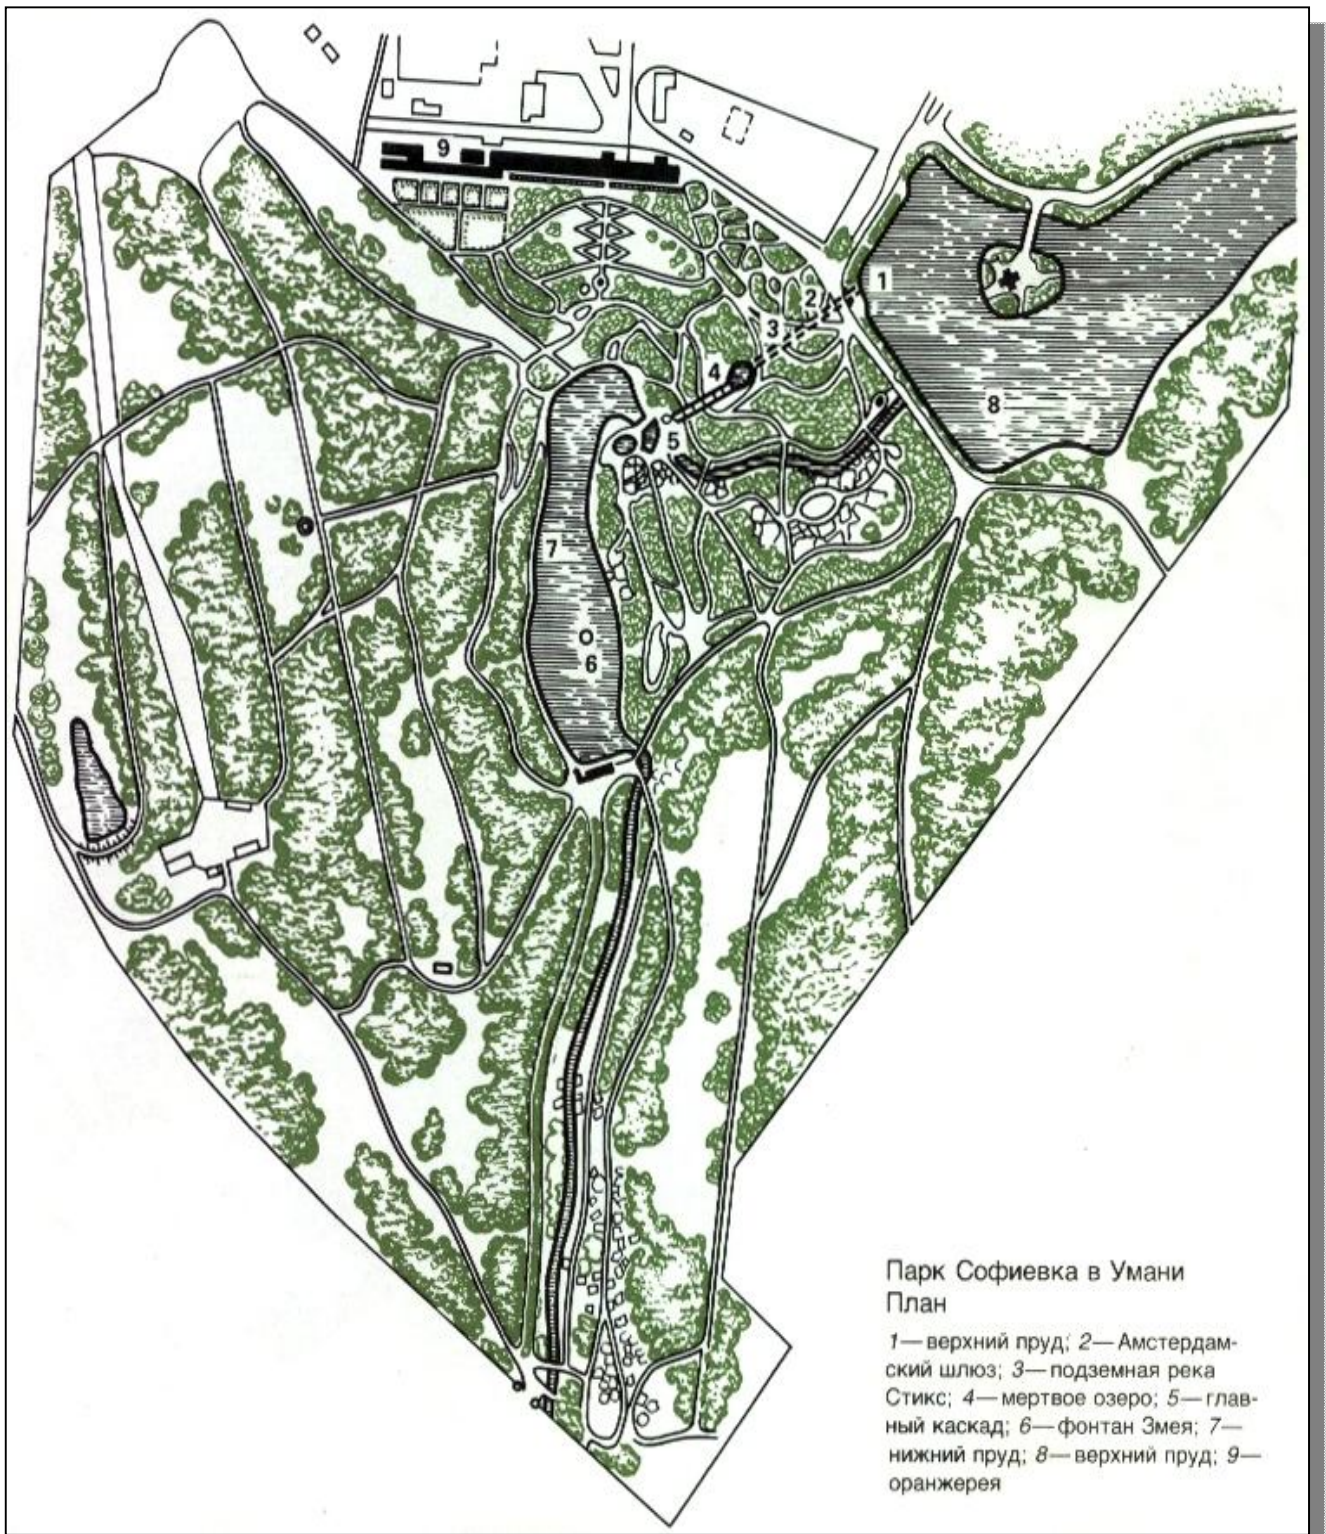 9
1
2
3
4
8
5
7
6
Парк Софиевка в Умани
План
1—верхний пруд; 2—Амстердам-
ский шлюз; 3—подземная река
Стикс; 4—мертвое озеро; 5—глав-
ный каскад; 6—фонтан Змея; 7—
нижний пруд; 8—верхний пруд; 9—
оранжерея